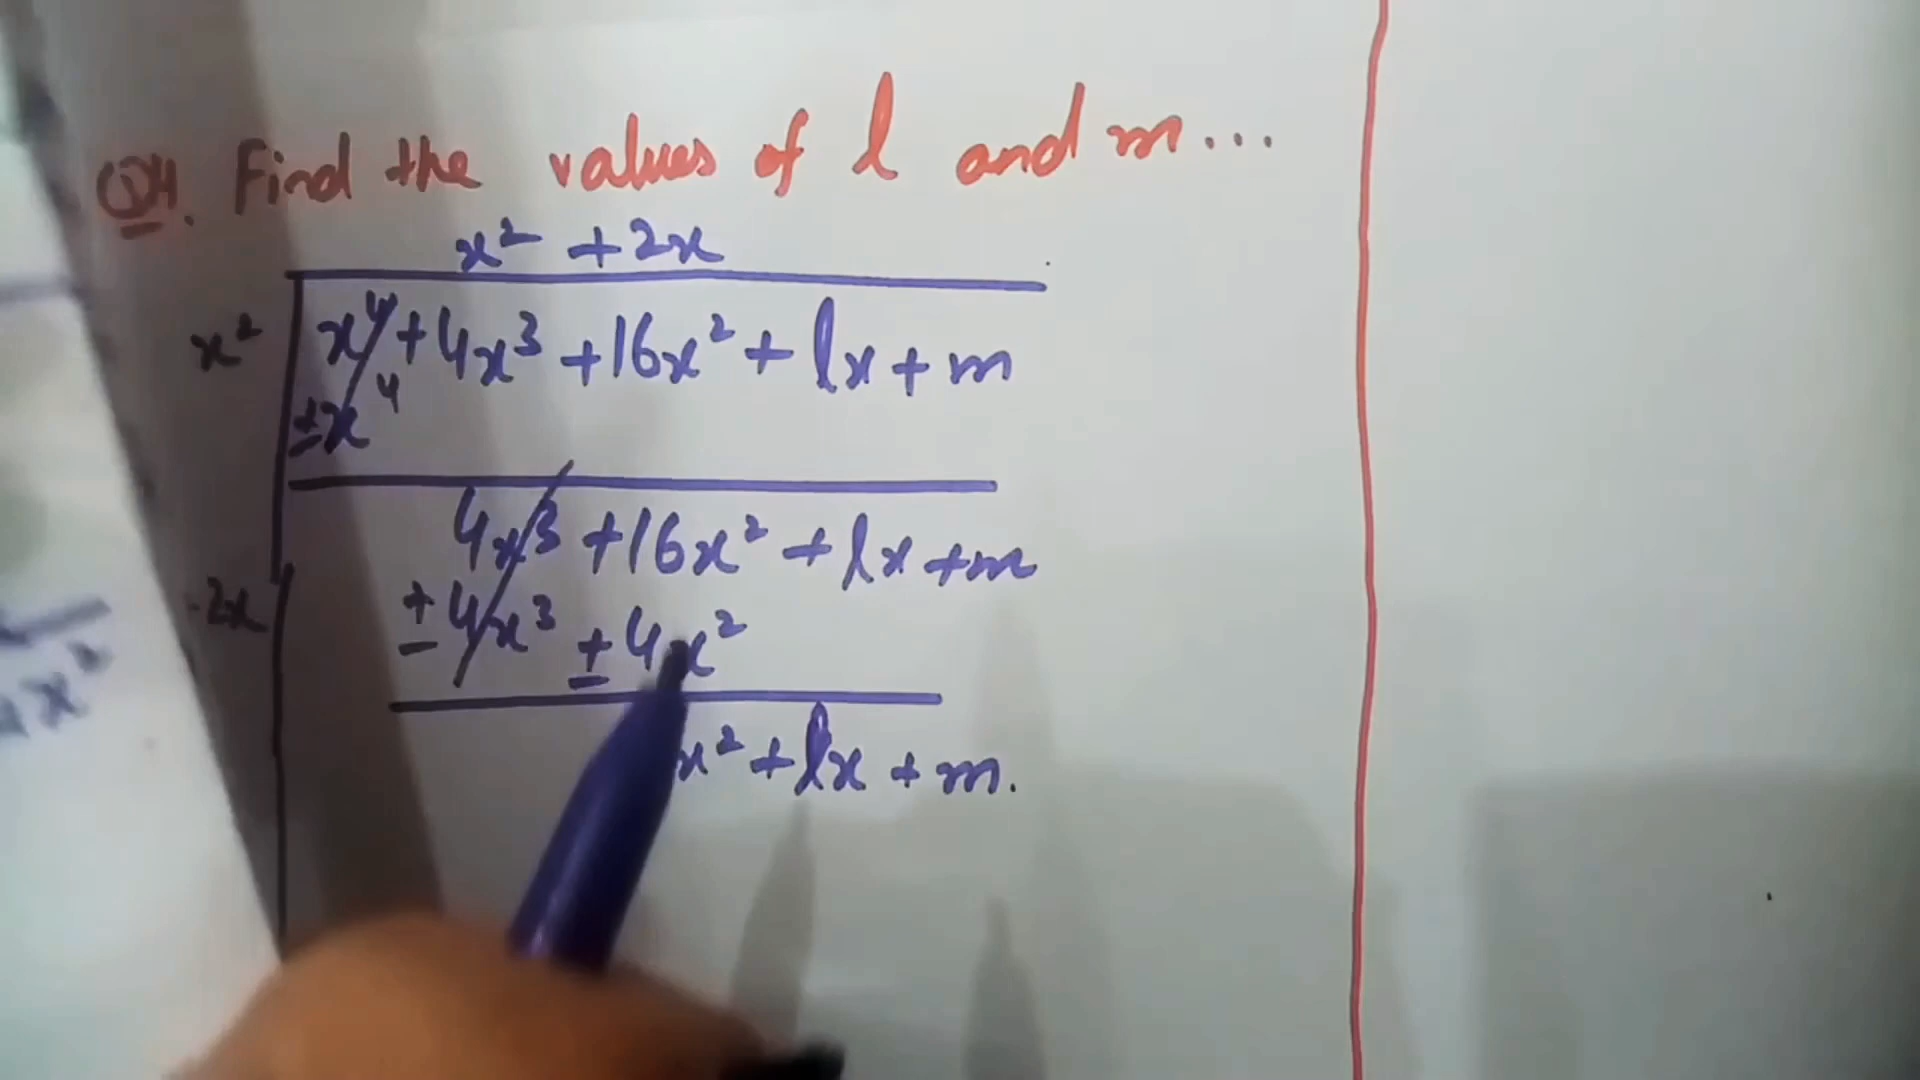 Q4. Find the values of l and m...
x² + 2x
x² x⁴ + 4x³ + 16x² + lx + m
± x⁴
4x³ + 16x² + lx + m
2x ± 4x³ ± 4x²
x² + lx + m.
4x²